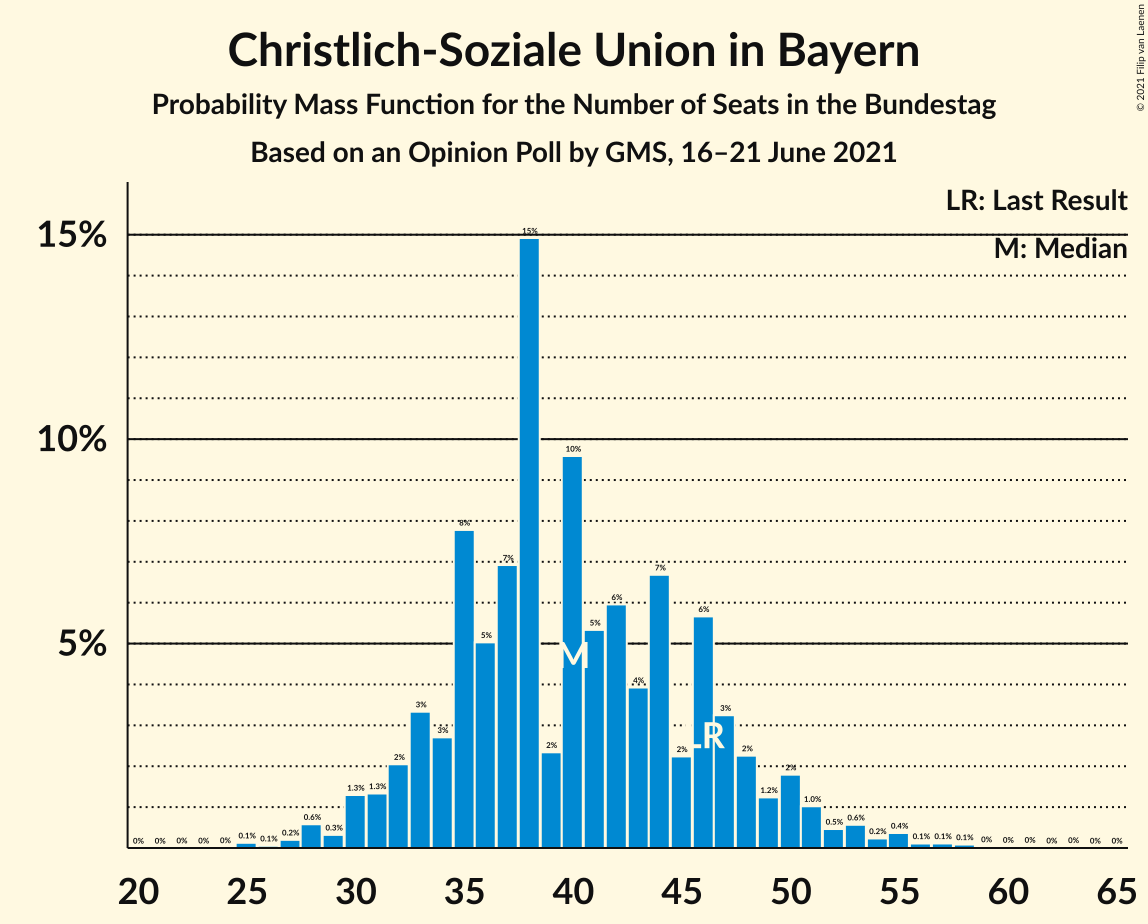 Christlich-Soziale Union in Bayern
Probability Mass Function for the Number of Seats in the Bundestag
Based on an Opinion Poll by GMS, 16–21 June 2021
© 2021 Filip van Laenen
LR: Last Result
M: Median
15%
10%
5%
0% 0% 0% 0% 0% 0.1% 0.1% 0.2% 0.6% 0.3% 1.3% 1.3% 2% 3% 3% 8% 5% 7% 15% 2% 10% 5% 6% 4% 7% 2% 6% 3% 2% 1.2% 2% 1.0% 0.5% 0.6% 0.2% 0.4% 0.1% 0.1% 0.1% 0% 0% 0% 0% 0% 0% 0%
M
LR
20 25 30 35 40 45 50 55 60 65